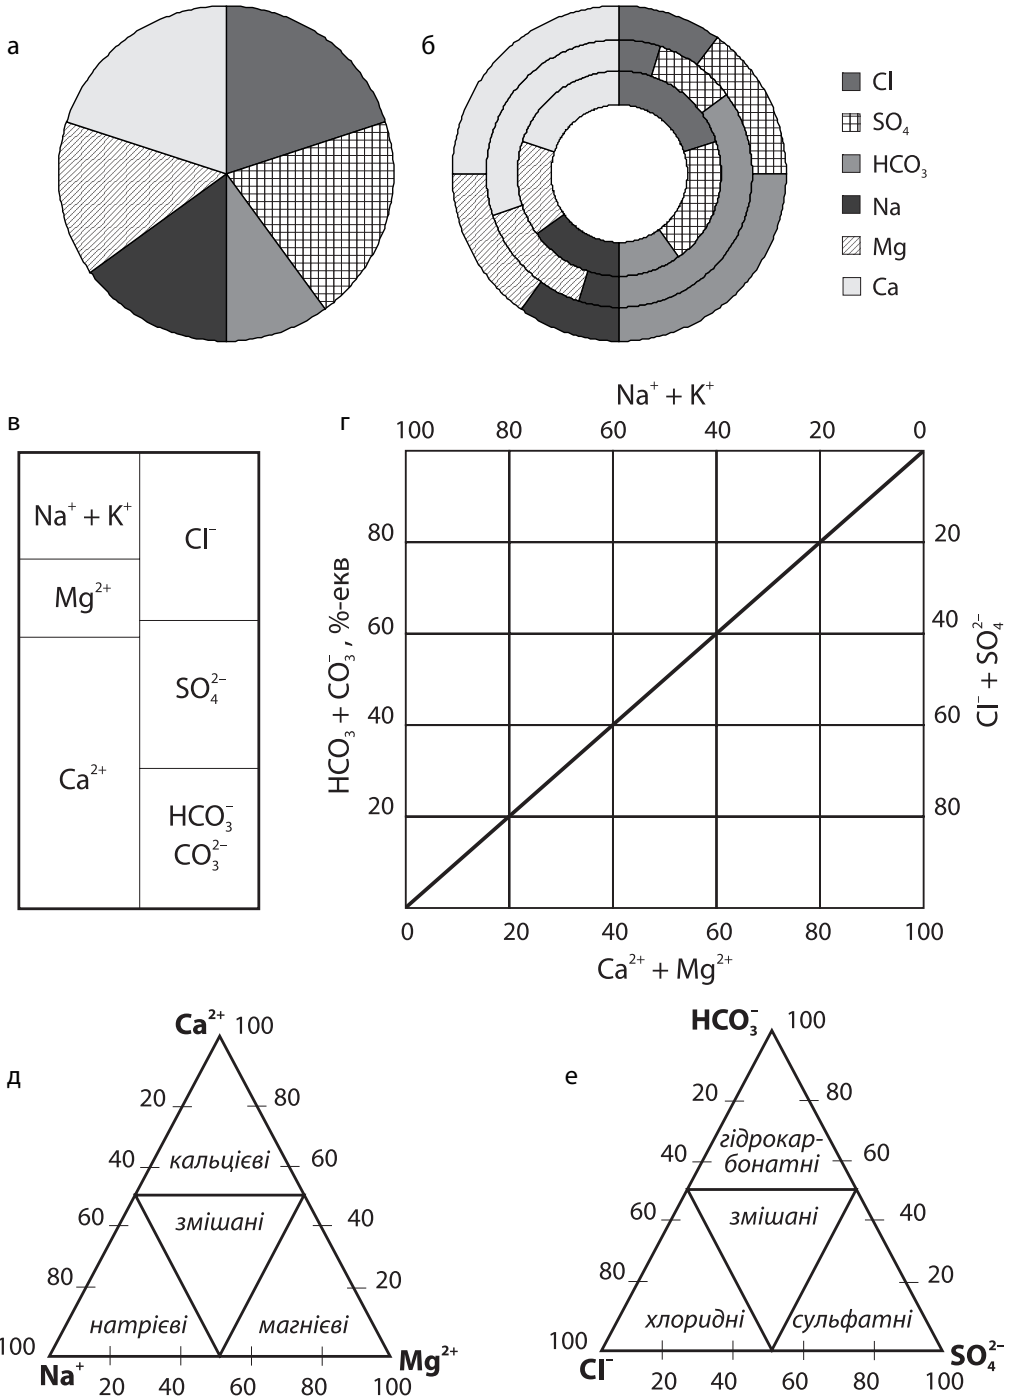 а
б
Cl
SO₄
HCO₃
Na
Mg
Ca
в
Na⁺ + K⁺
Mg²⁺
Ca²⁺
Cl⁻
SO₄²⁻
HCO₃⁻
CO₃²⁻
г
Na⁺ + K⁺
100 80 60 40 20 0
HCO₃ + CO₃⁻, %-екв
80
60
40
20
20
40
60
80
Cl⁻ + SO₄²⁻
0 20 40 60 80 100
Ca²⁺ + Mg²⁺
д
Ca²⁺ 100
20 80
40 кальцієві 60
60 змішані 40
80 20
натрієві магнієві
100
Na⁺ 20 40 60 80 100 Mg²⁺
е
HCO₃⁻ 100
20 80
гідрокар-
40 бонатні 60
60 змішані 40
80 20
хлоридні сульфатні
100
Cl⁻ 20 40 60 80 100 SO₄²⁻